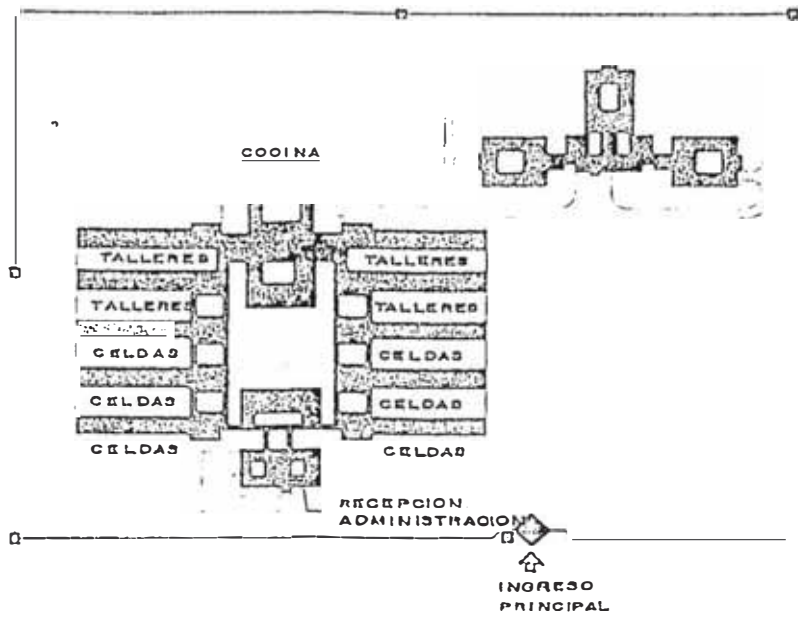 COCINA
TALLERES
TALLERES
TALLERES
TALLERES
CELDAS
CELDAS
CELDAS
CELDAS
CELDAS
CELDAS
RECEPCION
ADMINISTRACION
INGRESO
PRINCIPAL